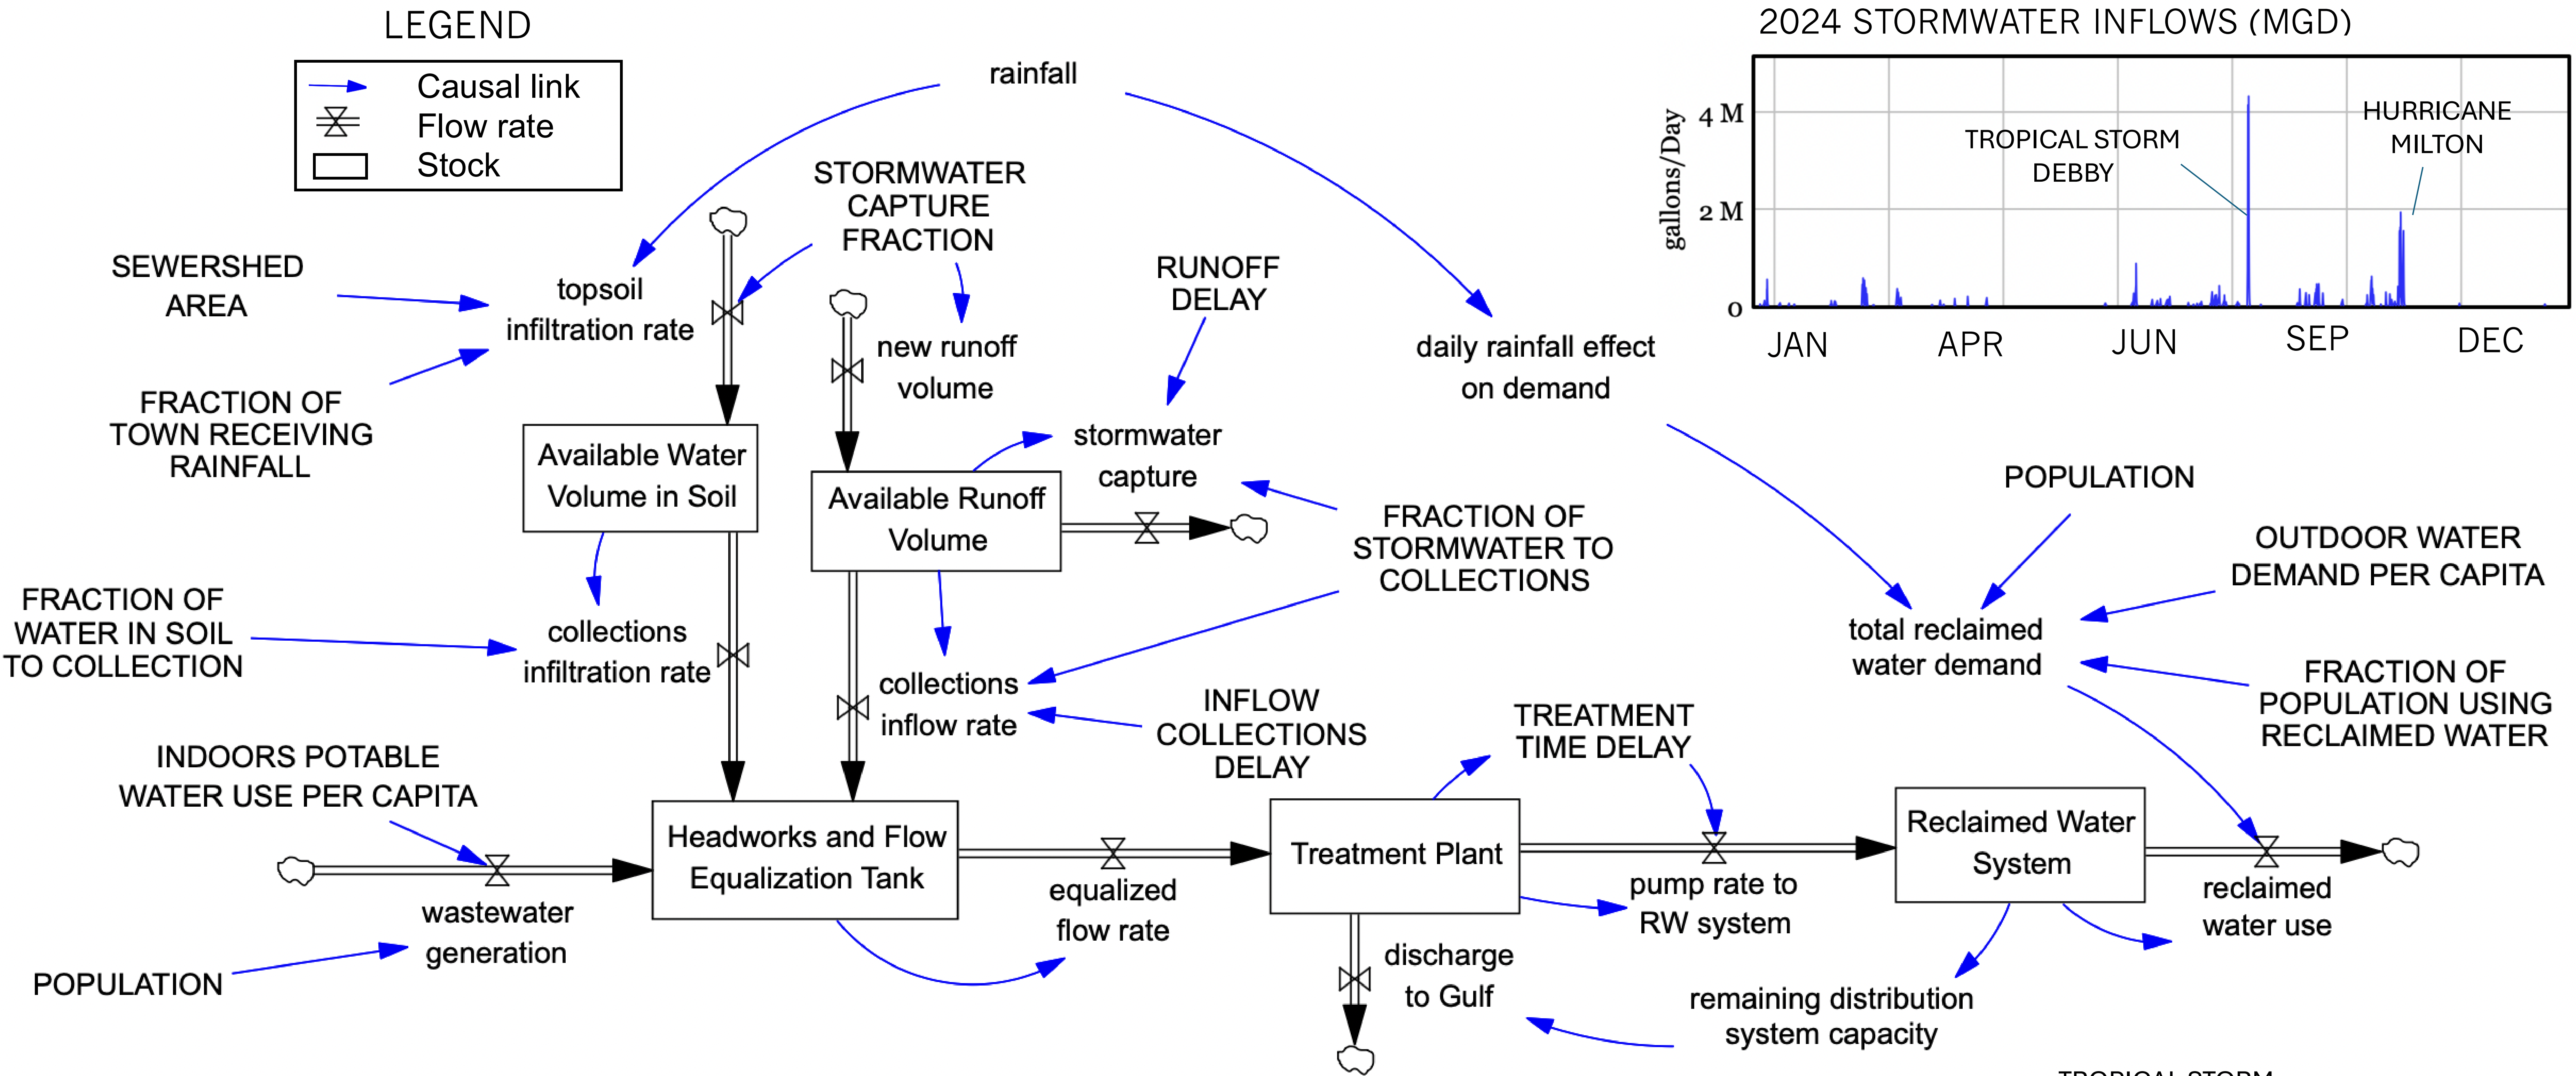 LEGEND
Causal link
Flow rate
Stock
rainfall
2024 STORMWATER INFLOWS (MGD)
gallons/Day
4 M
2 M
0
TROPICAL STORM
DEBBY
HURRICANE
MILTON
JAN
APR
JUN
SEP
DEC
STORMWATER
CAPTURE
FRACTION
SEWERSHED
AREA
topsoil
infiltration rate
FRACTION OF
TOWN RECEIVING
RAINFALL
new runoff
volume
RUNOFF
DELAY
daily rainfall effect
on demand
Available Water
Volume in Soil
Available Runoff
Volume
stormwater
capture
FRACTION OF
STORMWATER TO
COLLECTIONS
POPULATION
OUTDOOR WATER
DEMAND PER CAPITA
total reclaimed
water demand
FRACTION OF
POPULATION USING
RECLAIMED WATER
FRACTION OF
WATER IN SOIL
TO COLLECTION
collections
infiltration rate
collections
inflow rate
INFLOW
COLLECTIONS
DELAY
TREATMENT
TIME DELAY
INDOORS POTABLE
WATER USE PER CAPITA
Headworks and Flow
Equalization Tank
Treatment Plant
Reclaimed Water
System
wastewater
generation
POPULATION
equalized
flow rate
pump rate to
RW system
reclaimed
water use
discharge
to Gulf
remaining distribution
system capacity
TROPICAL STORM